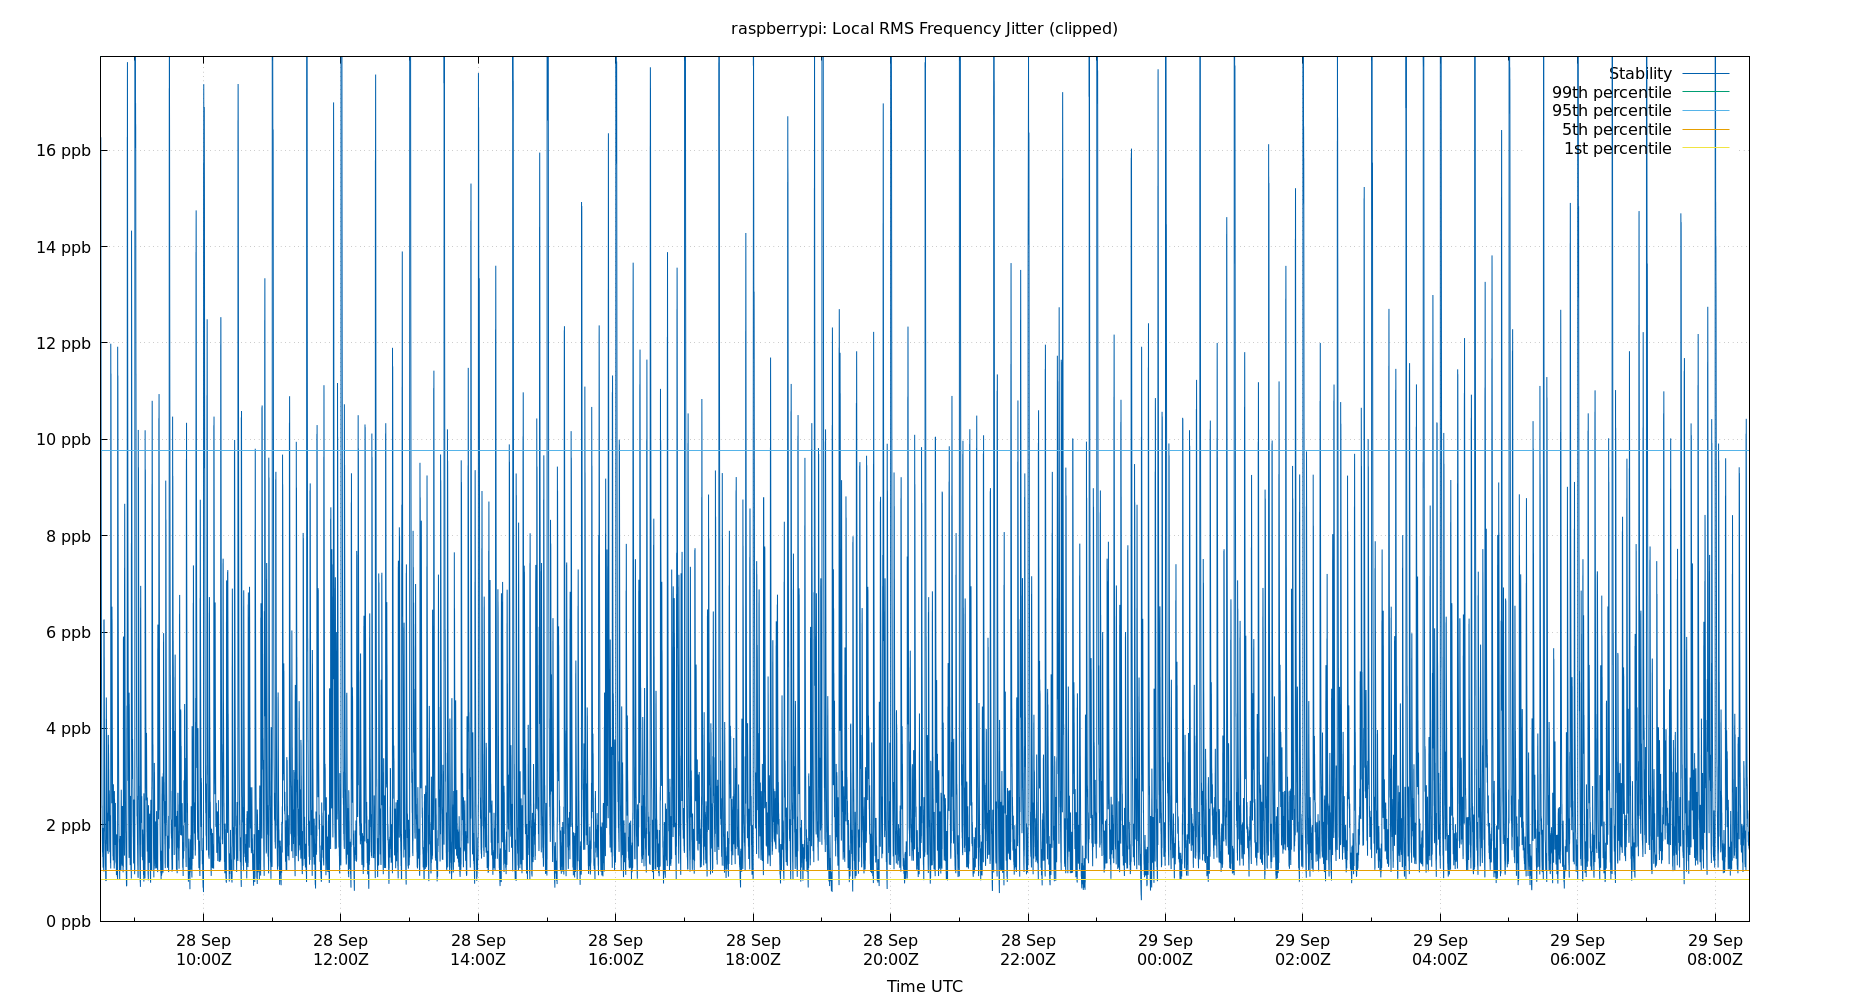 raspberrypi: Local RMS Frequency Jitter (clipped)
Stability
99th percentile
95th percentile
5th percentile
1st percentile
16 ppb
14 ppb
12 ppb
10 ppb
8 ppb
6 ppb
4 ppb
2 ppb
0 ppb
28 Sep 28 Sep 28 Sep 28 Sep 28 Sep 28 Sep 28 Sep 29 Sep 29 Sep 29 Sep 29 Sep 29 Sep
10:00Z 12:00Z 14:00Z 16:00Z 18:00Z 20:00Z 22:00Z 00:00Z 02:00Z 04:00Z 06:00Z 08:00Z
Time UTC